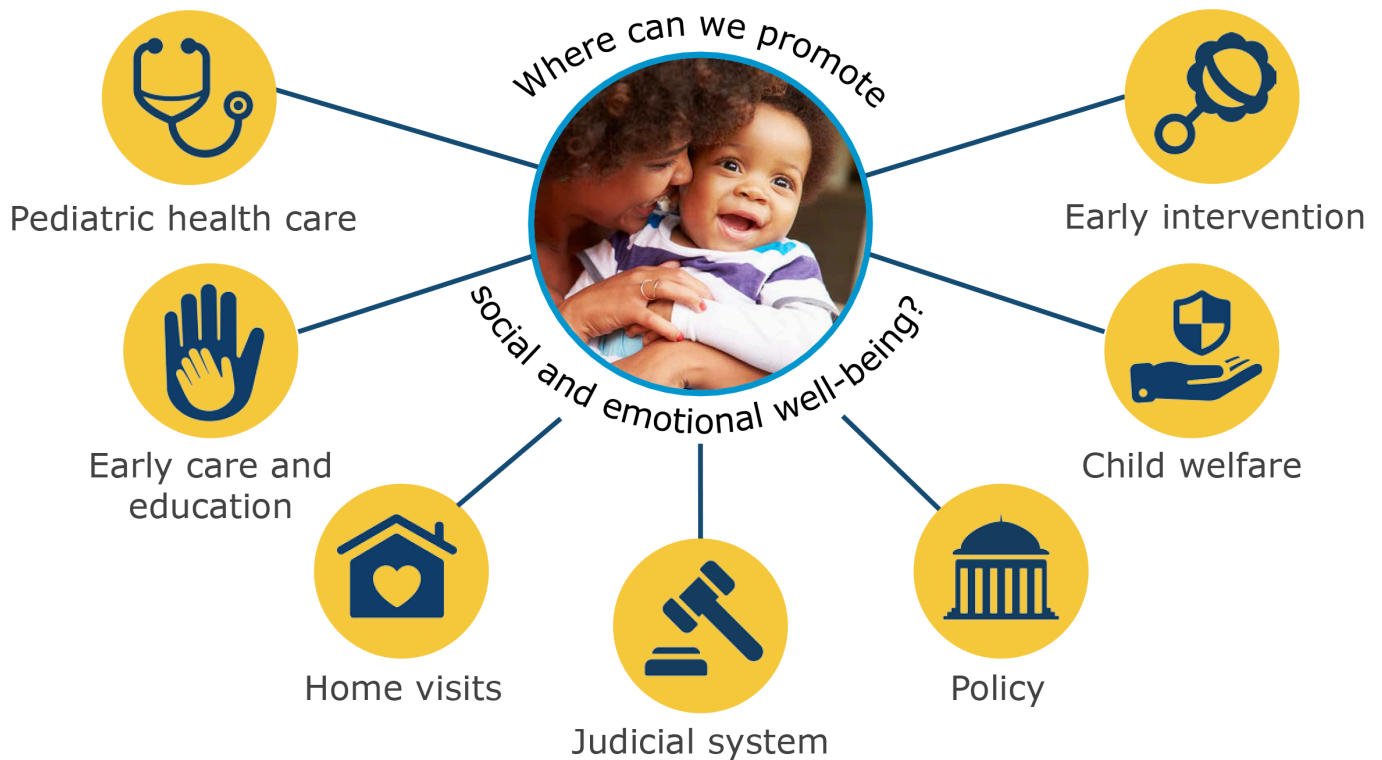 Where can we promote
social and emotional well-being?
Pediatric health care
Early care and
education
Home visits
Judicial system
Policy
Child welfare
Early intervention